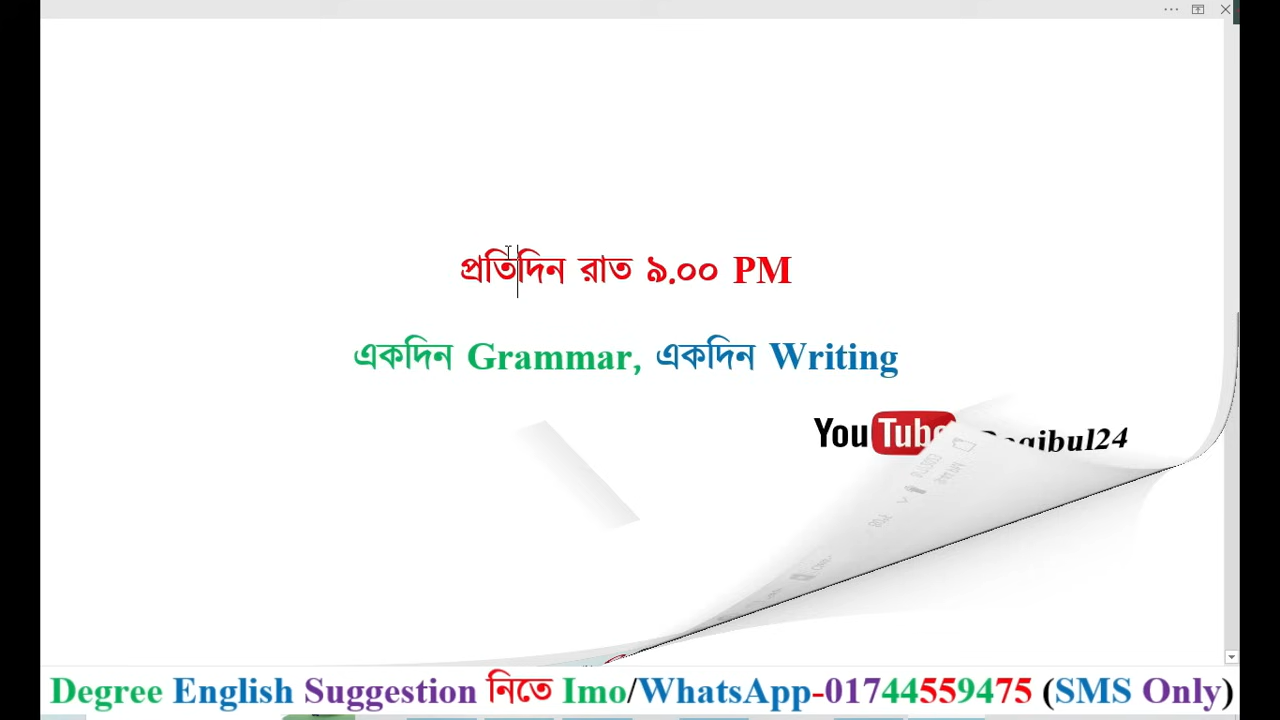 প্রতিদিন রাত ৯.০০ PM
একদিন Grammar, একদিন Writing
YouTube
Degree English Suggestion নিতে Imo/WhatsApp-01744559475 (SMS Only)